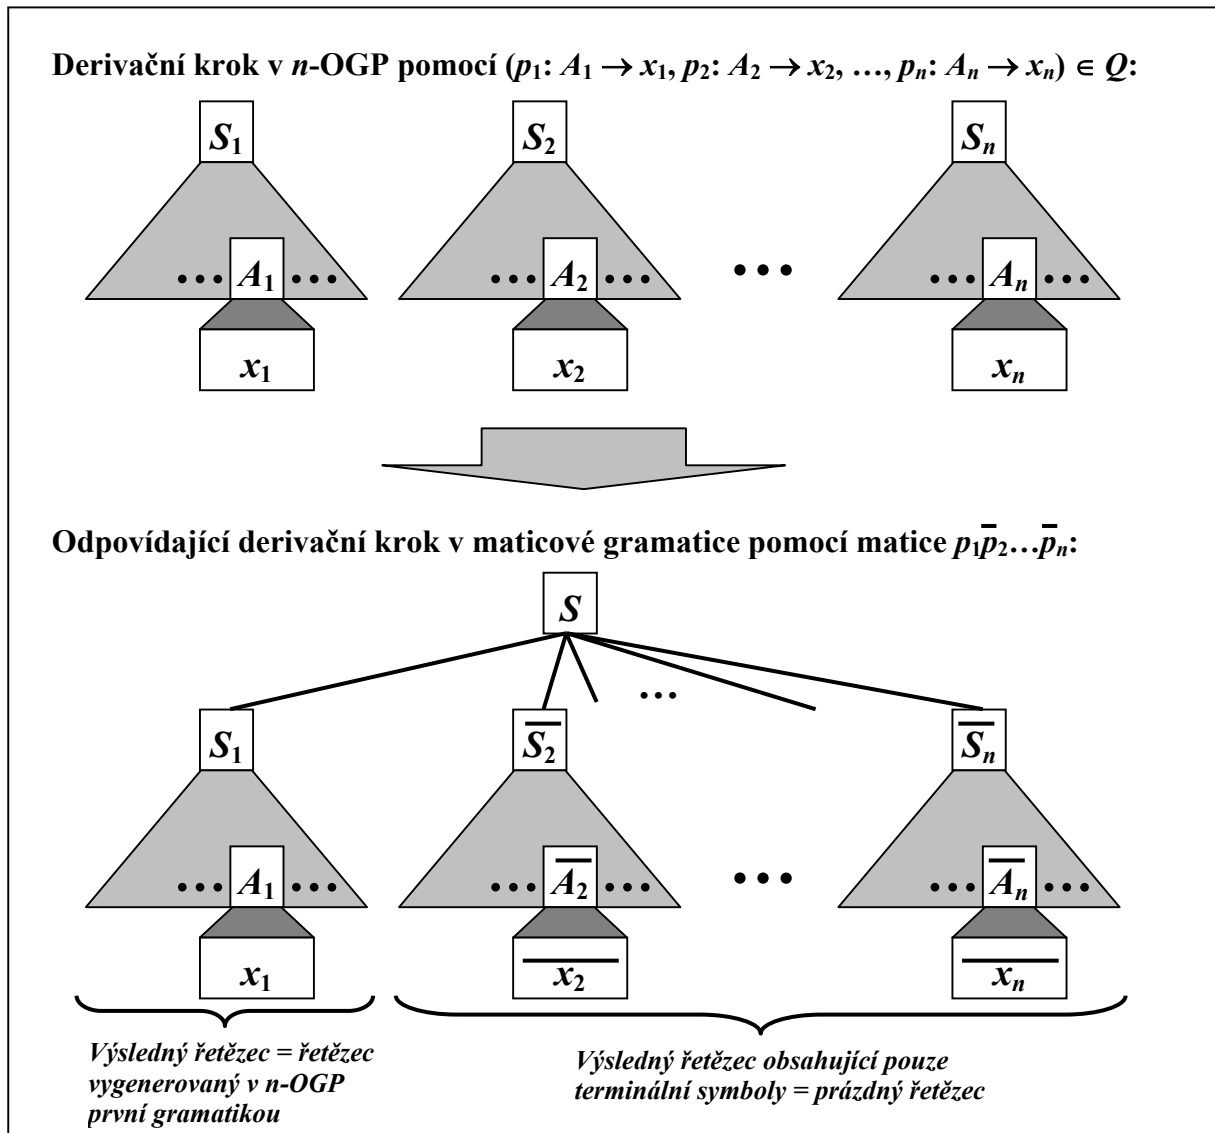 Derivační krok v n-OGP pomocí (p₁: A₁ → x₁, p₂: A₂ → x₂, …, pₙ: Aₙ → xₙ) ∈ Q:
S₁ S₂ Sₙ
••• A₁ ••• ••• A₂ ••• ••• ••• Aₙ •••
x₁ x₂ xₙ
Odpovídající derivační krok v maticové gramatice pomocí matice p₁p̅₂…p̅ₙ:
S
•••
S₁ S̅₂ S̅ₙ
••• A₁ ••• ••• A̅₂ ••• ••• ••• A̅ₙ •••
x₁ x̅₂ x̅ₙ
Výsledný řetězec = řetězec
vygenerovaný v n-OGP
první gramatikou
Výsledný řetězec obsahující pouze
terminální symboly = prázdný řetězec